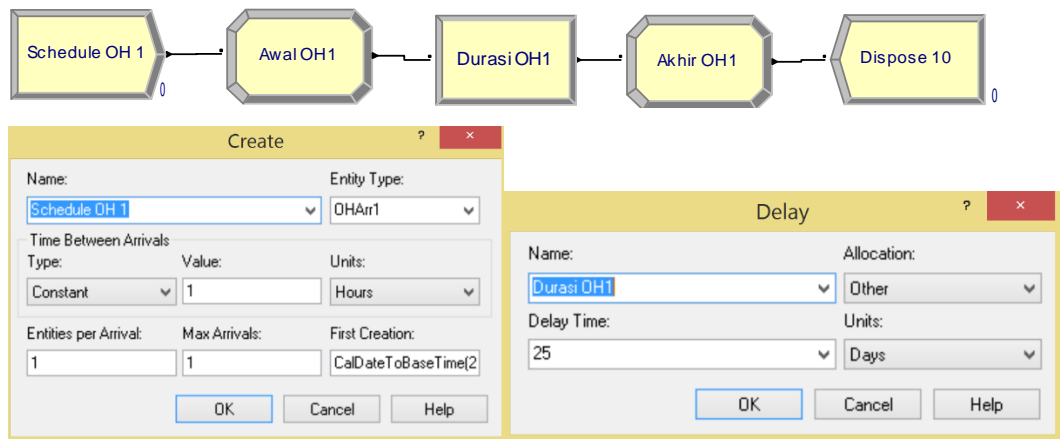 Schedule OH 1
Awal OH1
Durasi OH1
Akhir OH1
Dispose 10
0
0
Create
? ×
Name: Entity Type:
Schedule OH 1 OHArr1
Time Between Arrivals
Type: Value: Units:
Constant 1 Hours
Entities per Arrival: Max Arrivals: First Creation:
1 1 CalDateToBaseTime(2
OK Cancel Help
Delay
? ×
Name: Allocation:
Durasi OH1 Other
Delay Time: Units:
25 Days
OK Cancel Help